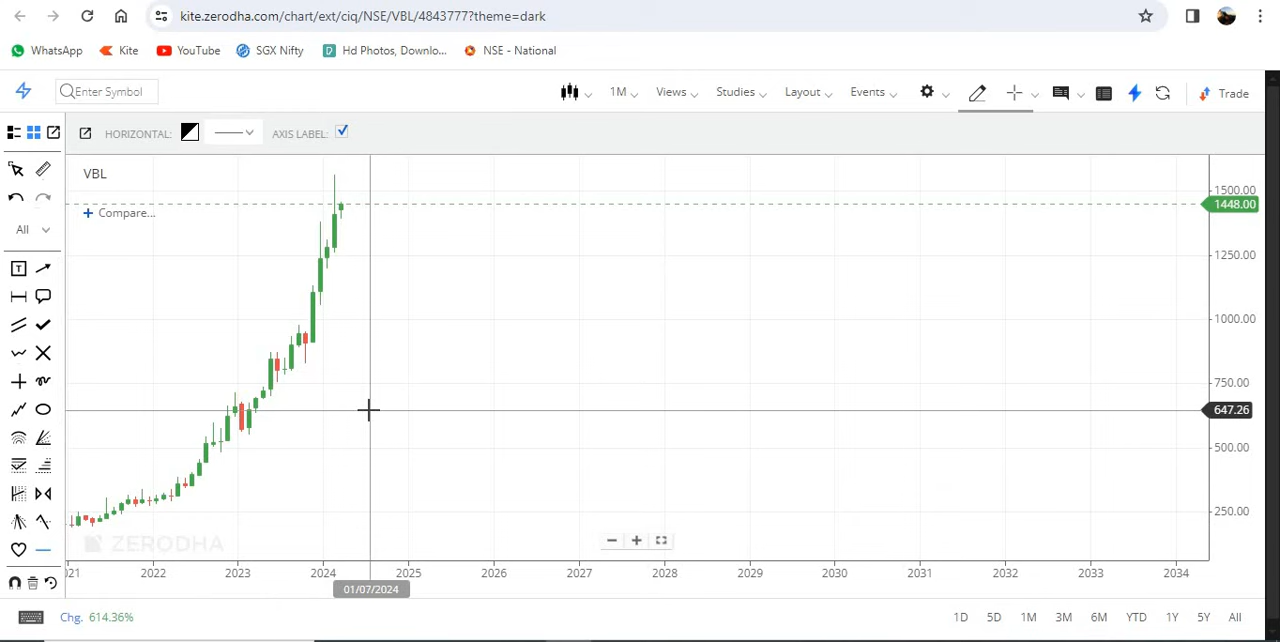 kite.zerodha.com/chart/ext/ciq/NSE/VBL/4843777?theme=dark
WhatsApp Kite YouTube SGX Nifty Hd Photos, Downlo... NSE - National
Enter Symbol 1M Views Studies Layout Events Trade
HORIZONTAL: AXIS LABEL:
VBL
Compare...
All
T
1500.00
1448.00
1250.00
1000.00
750.00
647.26
500.00
250.00
ZERODHA
021 2022 2023 2024 2025 2026 2027 2028 2029 2030 2031 2032 2033 2034
01/07/2024
Chg. 614.36% 1D 5D 1M 3M 6M YTD 1Y 5Y All